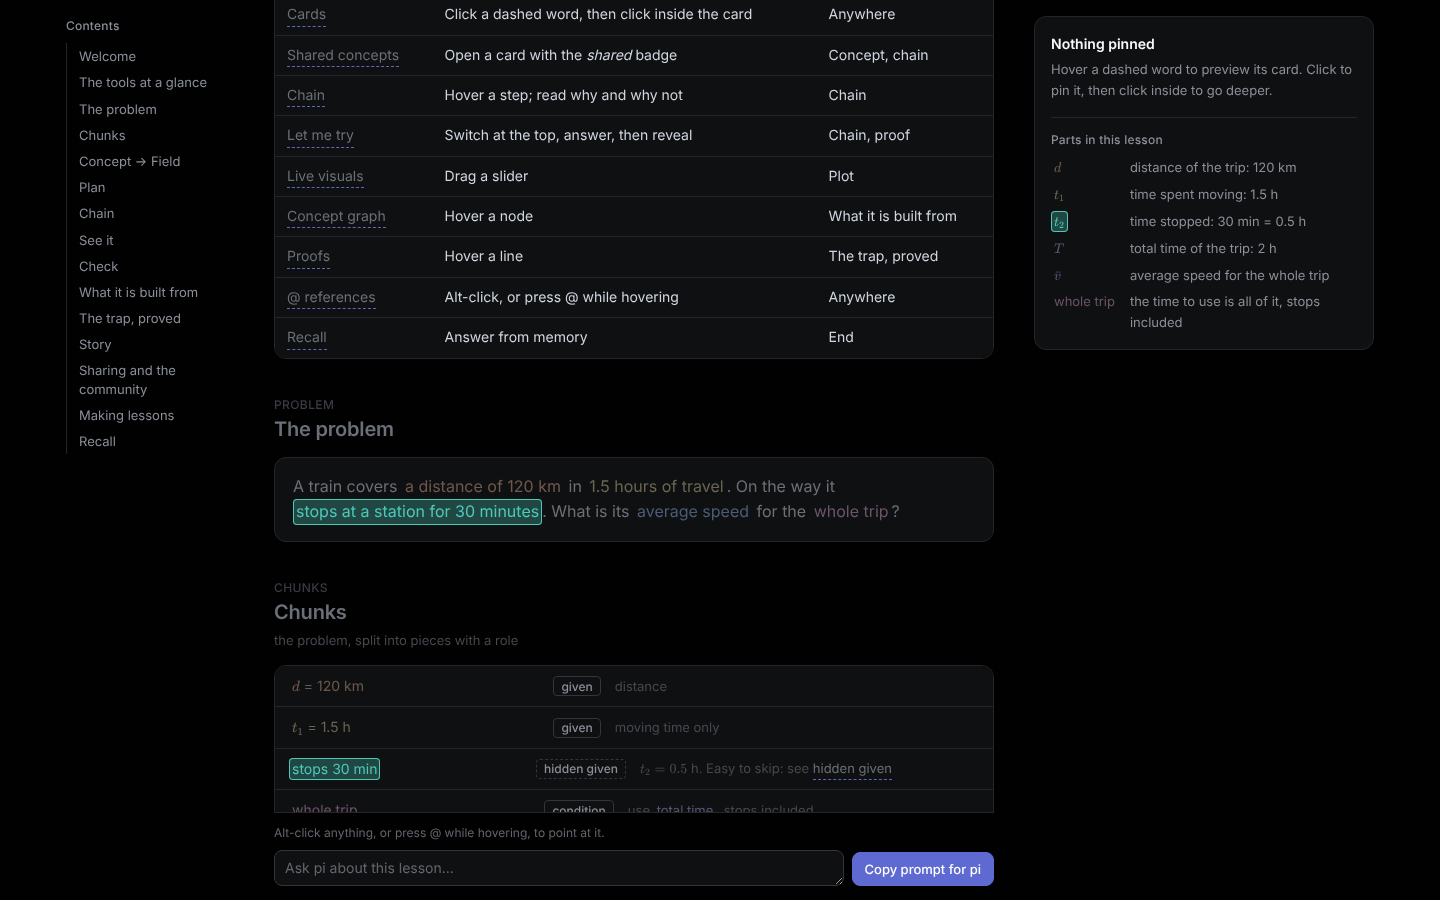 Contents
Welcome
The tools at a glance
The problem
Chunks
Concept → Field
Plan
Chain
See it
Check
What it is built from
The trap, proved
Story
Sharing and the
community
Making lessons
Recall
Cards Click a dashed word, then click inside the card Anywhere
Shared concepts Open a card with the shared badge Concept, chain
Chain Hover a step; read why and why not Chain
Let me try Switch at the top, answer, then reveal Chain, proof
Live visuals Drag a slider Plot
Concept graph Hover a node What it is built from
Proofs Hover a line The trap, proved
@ references Alt-click, or press @ while hovering Anywhere
Recall Answer from memory End
PROBLEM
The problem
A train covers a distance of 120 km in 1.5 hours of travel. On the way it
stops at a station for 30 minutes. What is its average speed for the whole trip?
CHUNKS
Chunks
the problem, split into pieces with a role
d = 120 km given distance
t₁ = 1.5 h given moving time only
stops 30 min hidden given t₂ = 0.5 h. Easy to skip: see hidden given
whole trip condition use total time, stops included
Alt-click anything, or press @ while hovering, to point at it.
Ask pi about this lesson...
Copy prompt for pi
Nothing pinned
Hover a dashed word to preview its card. Click to
pin it, then click inside to go deeper.
Parts in this lesson
d distance of the trip: 120 km
t₁ time spent moving: 1.5 h
t₂ time stopped: 30 min = 0.5 h
T total time of the trip: 2 h
v̄ average speed for the whole trip
whole trip the time to use is all of it, stops
included